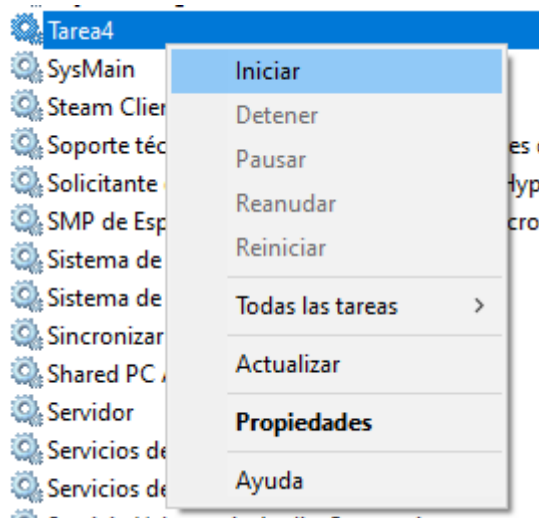 Tarea4
SysMain
Iniciar
Steam Clien
Detener
Soporte téc
es
Pausar
Solicitante
Hyp
Reanudar
SMP de Esp
cro
Reiniciar
Sistema de
Sistema de
Todas las tareas
Sincronizar
Actualizar
Shared PC
Servidor
Propiedades
Servicios de
Servicios de
Ayuda